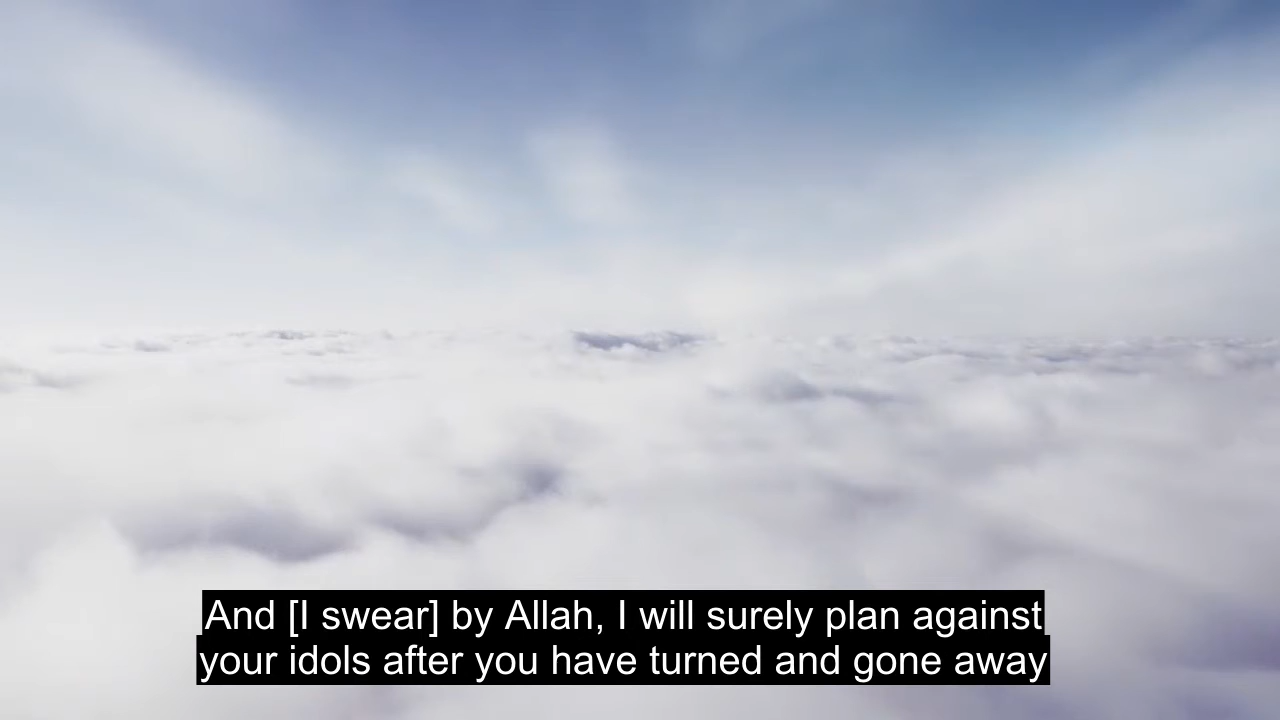 And [I swear] by Allah, I will surely plan against
your idols after you have turned and gone away